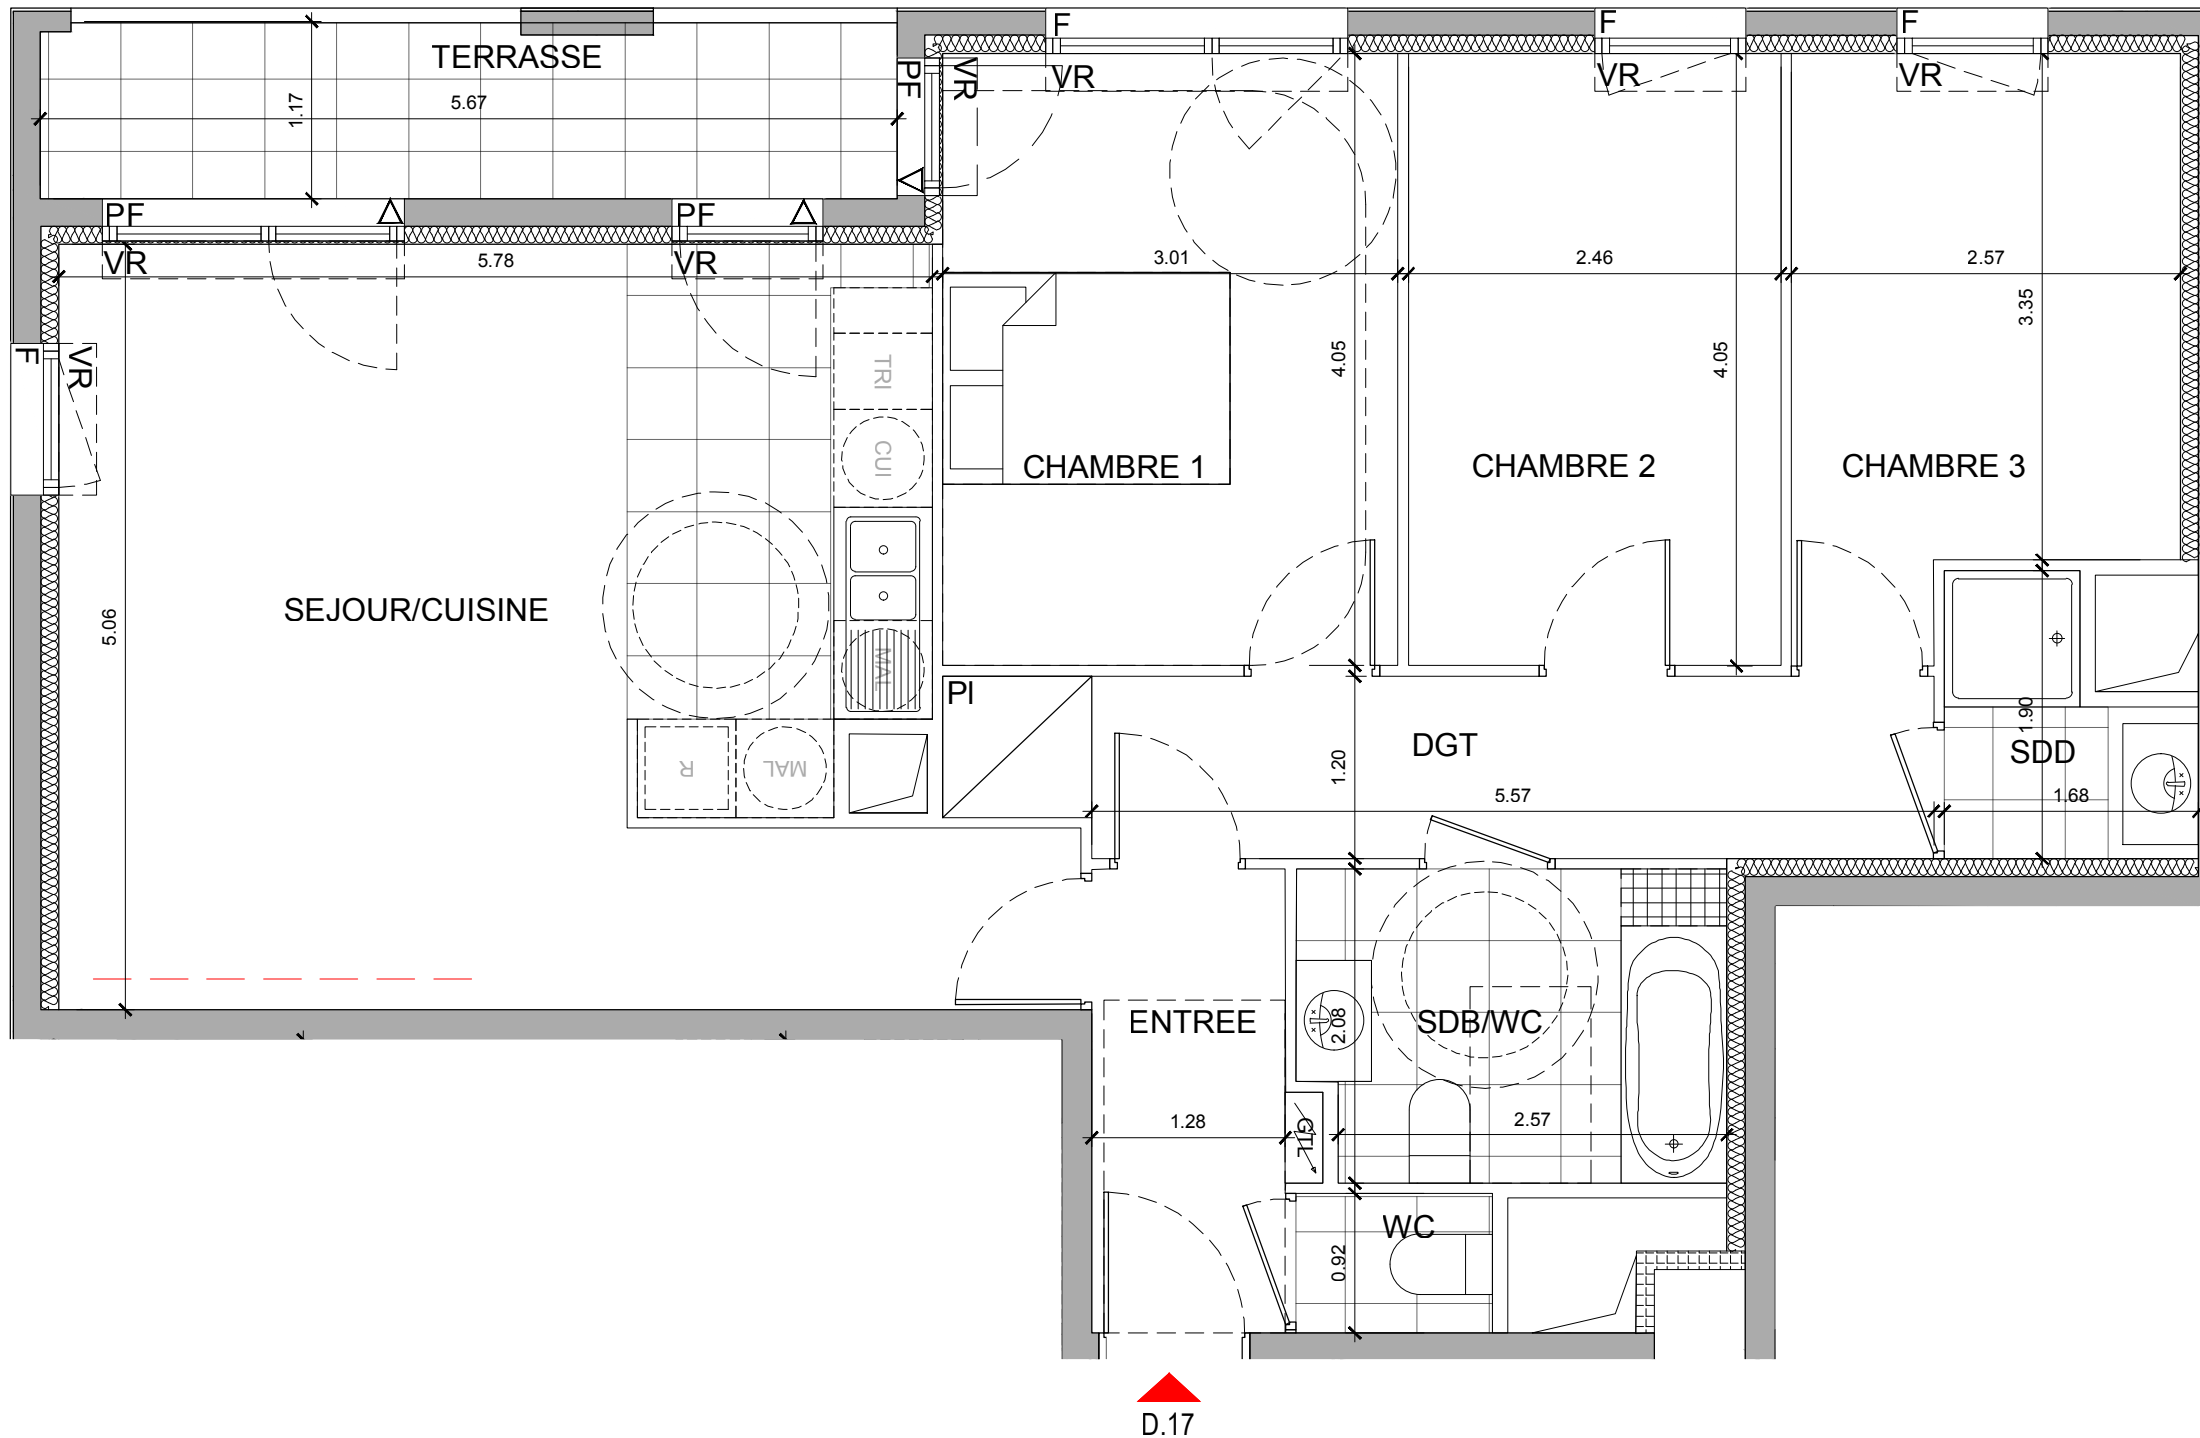 TERRASSE
5.67
1.17
F
VR
F
VR
F
VR
PF
VR
PF
VR
PF
VR
5.78
3.01
2.46
2.57
3.35
F
VR
4.05
4.05
TRI
CUI
CHAMBRE 1
CHAMBRE 2
CHAMBRE 3
SEJOUR/CUISINE
5.06
MAL
PI
DGT
1.90
SDD
R
MAL
1.20
5.57
1.68
ENTREE
2.08
SDB/WC
1.28
GTL
2.57
WC
0.92
D.17